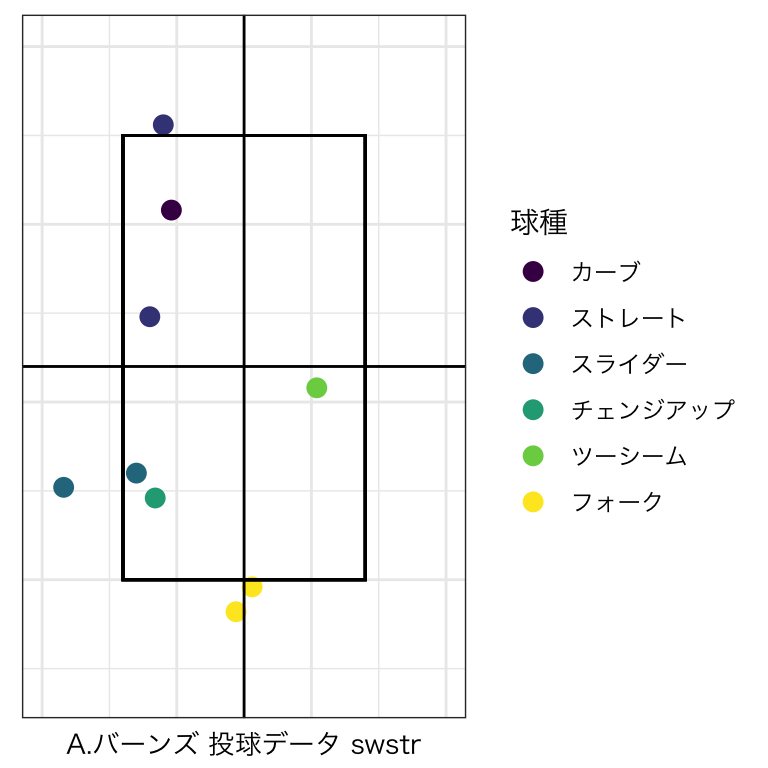 球種
カーブ
ストレート
スライダー
チェンジアップ
ツーシーム
フォーク
A.バーンズ 投球データ swstr